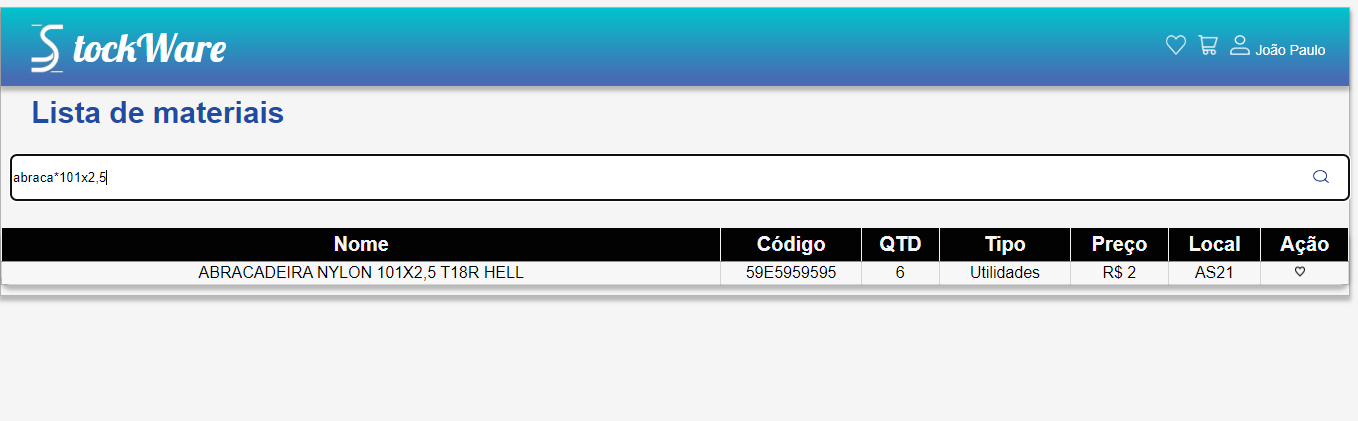 StockWare
João Paulo
Lista de materiais
abraca*101x2,5
Nome Código QTD Tipo Preço Local Ação
ABRACADEIRA NYLON 101X2,5 T18R HELL 59E5959595 6 Utilidades R$ 2 AS21